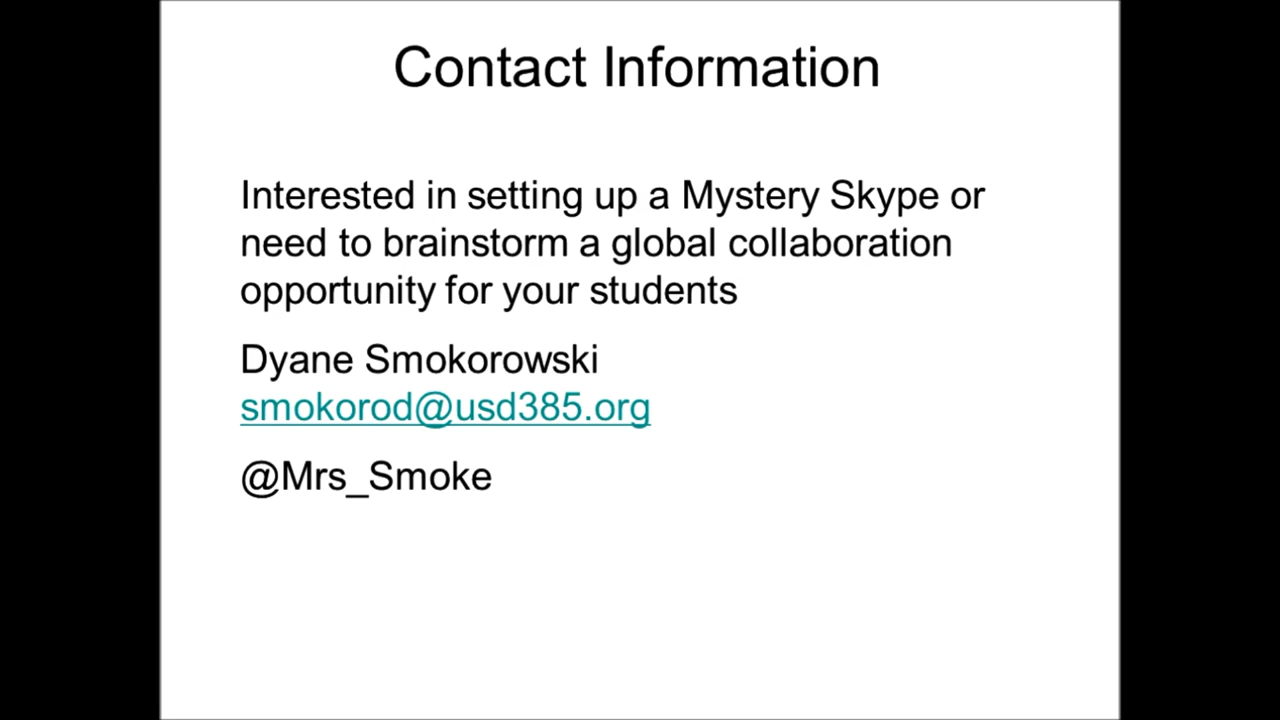 Contact Information
Interested in setting up a Mystery Skype or
need to brainstorm a global collaboration
opportunity for your students
Dyane Smokorowski
smokorod@usd385.org
@Mrs_Smoke